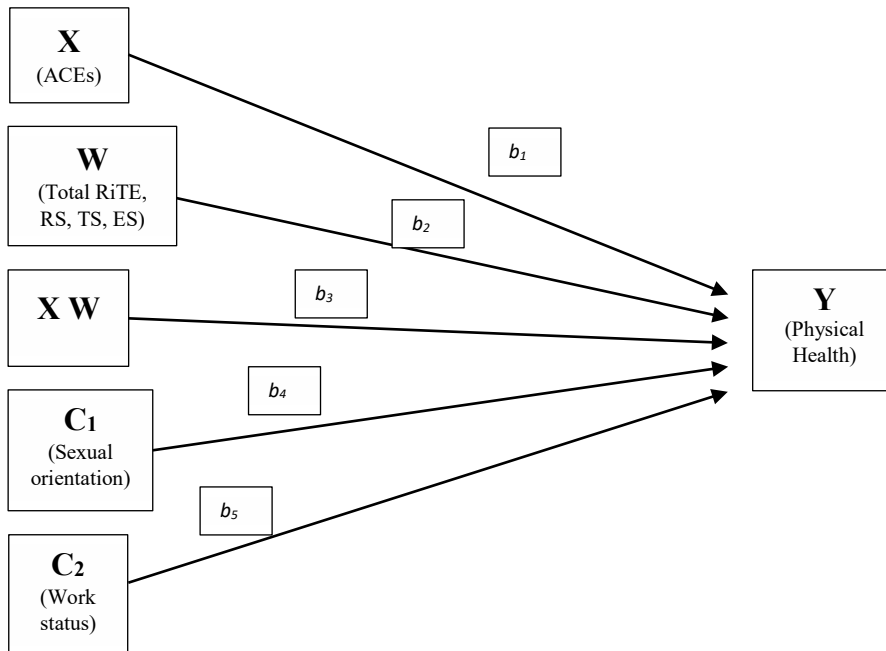 X
(ACEs)
b₁
W
(Total RiTE,
RS, TS, ES)
b₂
X W
b₃
Y
(Physical
Health)
C₁
(Sexual
orientation)
b₄
C₂
(Work
status)
b₅